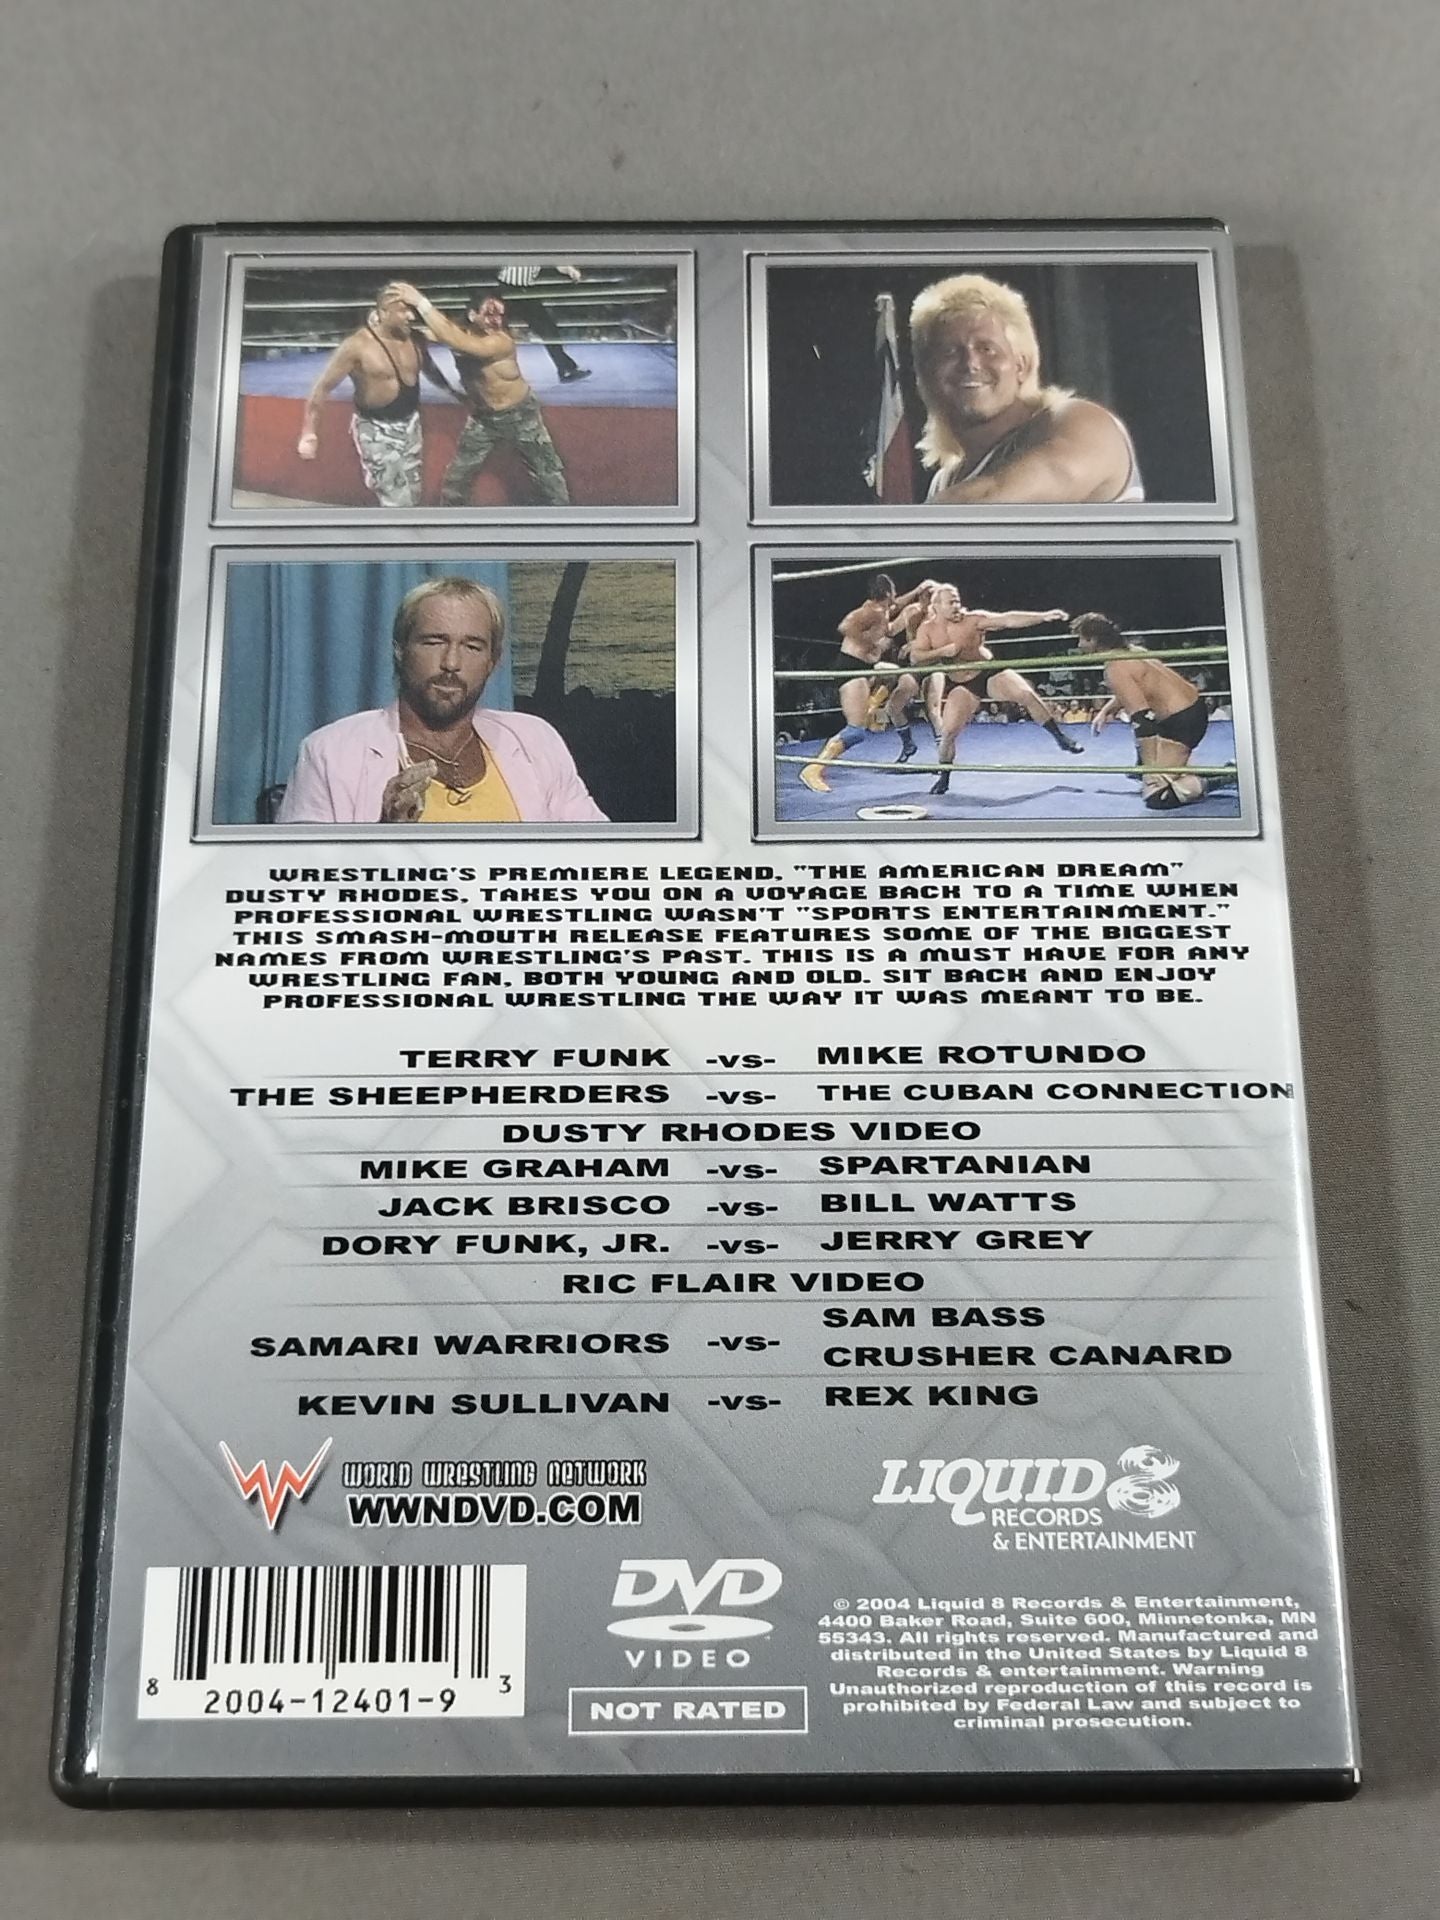 WRESTLING'S PREMIERE LEGEND, "THE AMERICAN DREAM"
DUSTY RHODES, TAKES YOU ON A VOYAGE BACK TO A TIME WHEN
PROFESSIONAL WRESTLING WASN'T "SPORTS ENTERTAINMENT."
THIS SMASH-MOUTH RELEASE FEATURES SOME OF THE BIGGEST
NAMES FROM WRESTLING'S PAST. THIS IS A MUST HAVE FOR ANY
WRESTLING FAN, BOTH YOUNG AND OLD. SIT BACK AND ENJOY
PROFESSIONAL WRESTLING THE WAY IT WAS MEANT TO BE.
TERRY FUNK -VS- MIKE ROTUNDO
THE SHEEPHERDERS -VS- THE CUBAN CONNECTION
DUSTY RHODES VIDEO
MIKE GRAHAM -VS- SPARTANIAN
JACK BRISCO -VS- BILL WATTS
DORY FUNK, JR. -VS- JERRY GREY
RIC FLAIR VIDEO
SAMARI WARRIORS -VS- SAM BASS
CRUSHER CANARD
KEVIN SULLIVAN -VS- REX KING
WORLD WRESTLING NETWORK
WWNDVD.COM
LIQUID 8
RECORDS
& ENTERTAINMENT
8 2004-12401-9 3
DVD
VIDEO
NOT RATED
© 2004 Liquid 8 Records & Entertainment,
4400 Baker Road, Suite 600, Minnetonka, MN
55343. All rights reserved. Manufactured and
distributed in the United States by Liquid 8
Records & entertainment. Warning
Unauthorized reproduction of this record is
prohibited by Federal Law and subject to
criminal prosecution.